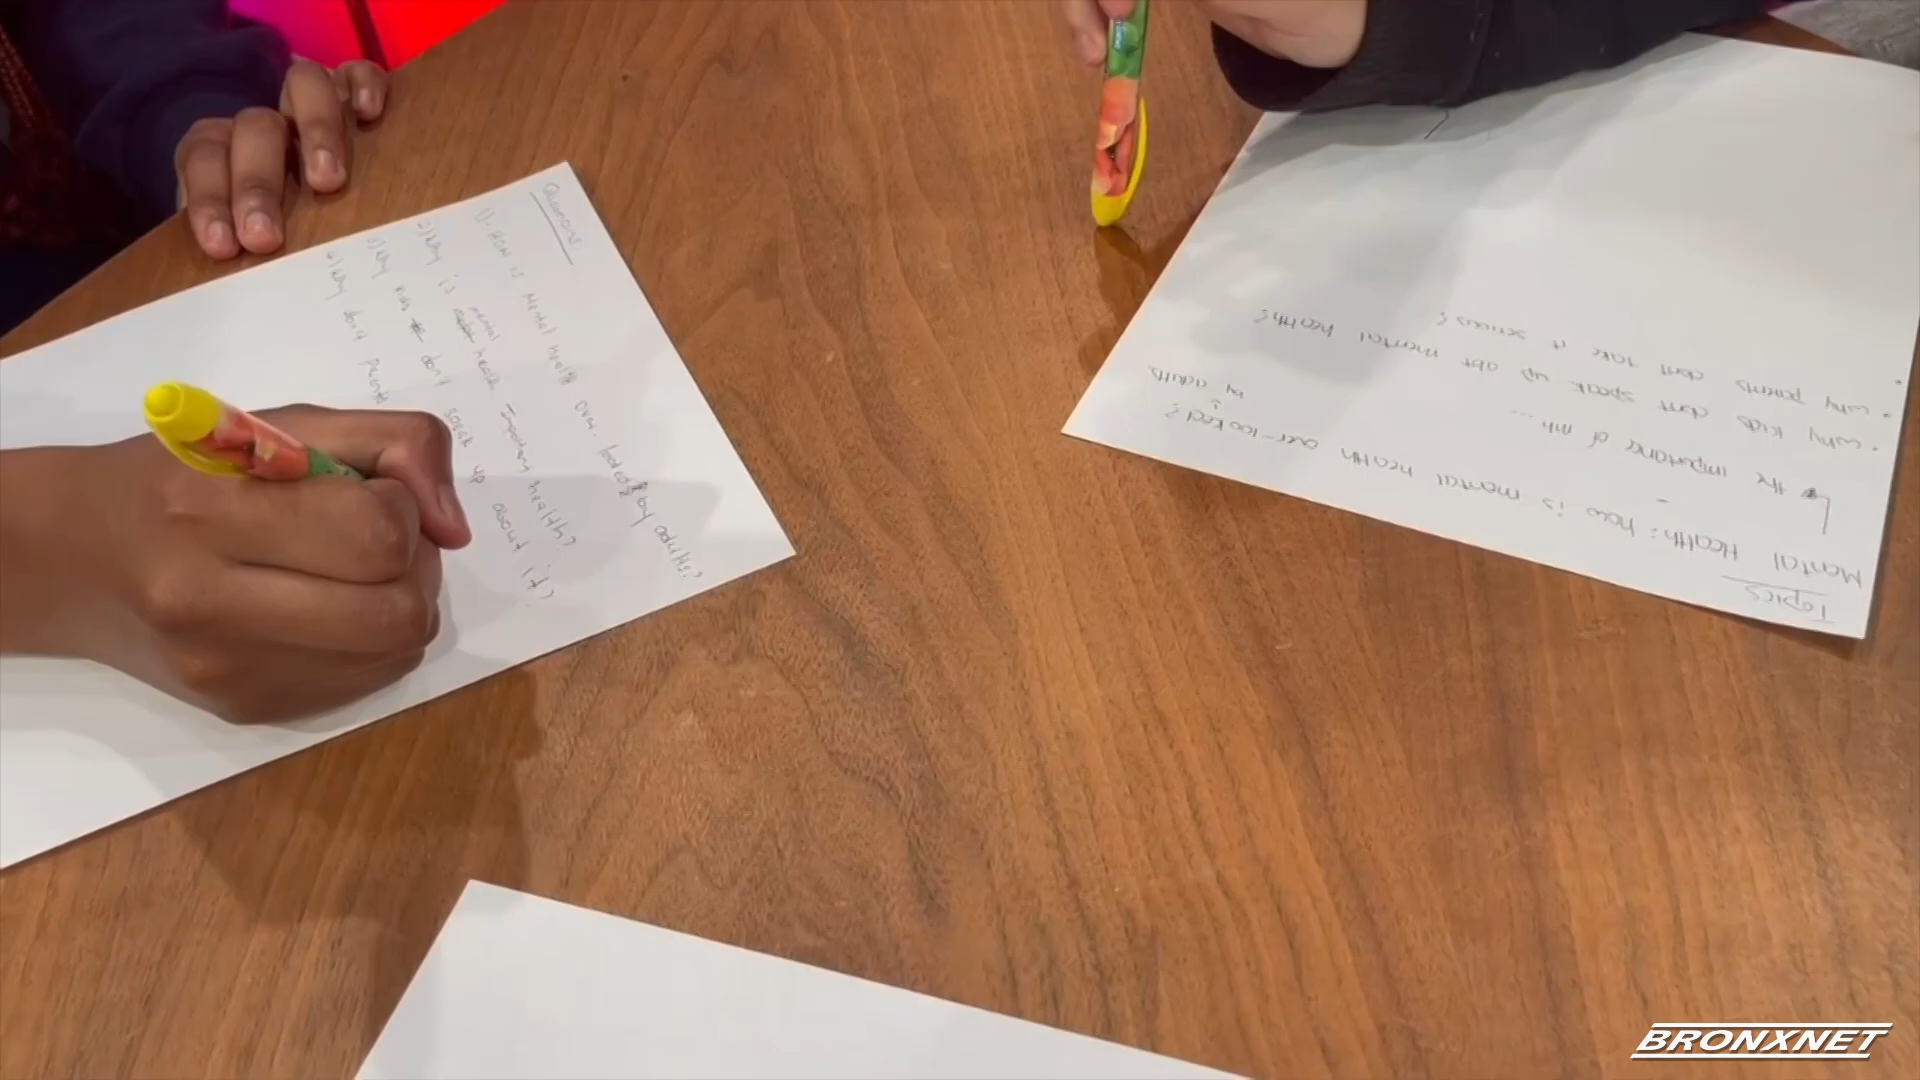 Questions
1) How is Mental health over-looked by adults?
2) Why is mental health Important health?
3) Why kids don't speak up about it?
4) Why don't Parents
Topics
Mental Health: how is mental health over-looked? by adults
the importance of mh...
• why kids don't speak up abt mental health?
• why parents don't take it serious?
•
BRONXNET